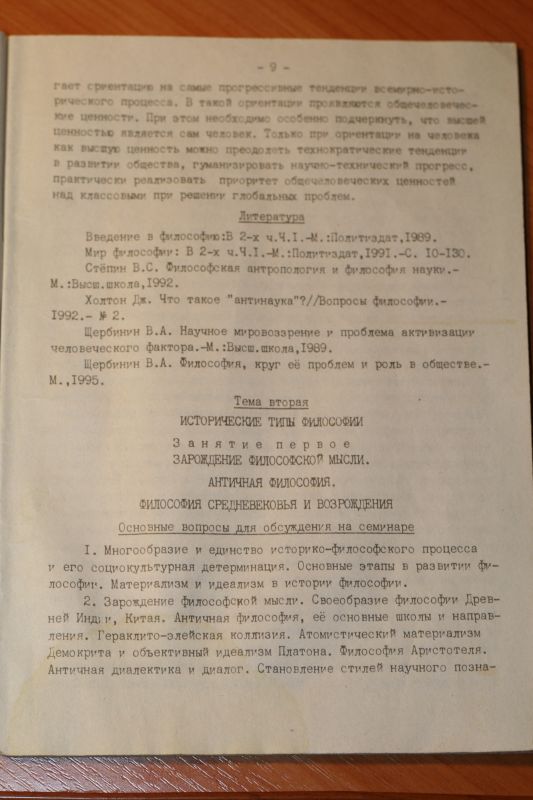 - 9 -
гает ориентацию на самые прогрессивные тенденции всемирно-исто-
рического процесса. В такой ориентации проявляются общечеловечес-
кие ценности. При этом необходимо особенно подчеркнуть, что высшей
ценностью является сам человек. Только при ориентации на человека
как высшую ценность можно преодолеть технократические тенденции
в развитии общества, гуманизировать научно-технический прогресс,
практически реализовать приоритет общечеловеческих ценностей
над классовыми при решении глобальных проблем.
Литература
Введение в философию:В 2-х ч.Ч.I.-М.:Политиздат,1989.
Мир философии: В 2-х ч.Ч.I.-М.:Политиздат,I99I.-С. IO-I30.
Стёпин В.С. Философская антропология и философия науки.-
М.:Высш.школа,1992.
Холтон Дж. Что такое "антинаука"?//Вопросы философии.-
I992.- № 2.
Щербинин В.А. Научное мировоззрение и проблема активизации
человеческого фактора.-М.:Высш.школа,I989.
Щербинин В.А. Философия, круг её проблем и роль в обществе.-
М.,I995.
Тема вторая
ИСТОРИЧЕСКИЕ ТИПЫ ФИЛОСОФИИ
Занятие первое
ЗАРОЖДЕНИЕ ФИЛОСОФСКОЙ МЫСЛИ.
АНТИЧНАЯ ФИЛОСОФИЯ.
ФИЛОСОФИЯ СРЕДНЕВЕКОВЬЯ И ВОЗРОЖДЕНИЯ
Основные вопросы для обсуждения на семинаре
I. Многообразие и единство историко-философского процесса
и его социокультурная детерминация. Основные этапы в развитии фи-
лософии. Материализм и идеализм в истории философии.
2. Зарождение философской мысли. Своеобразие философии Древ-
ней Индии, Китая. Античная философия, её основные школы и направ-
ления. Гераклито-элейская коллизия. Атомистический материализм
Демокрита и объективный идеализм Платона. Философия Аристотеля.
Античная диалектика и диалог. Становление стилей научного позна-